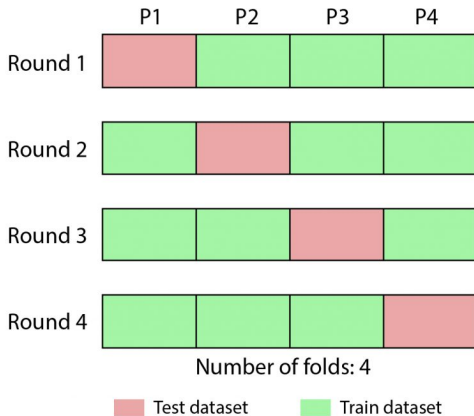 P1 P2 P3 P4
Round 1
Round 2
Round 3
Round 4
Number of folds: 4
Test dataset Train dataset